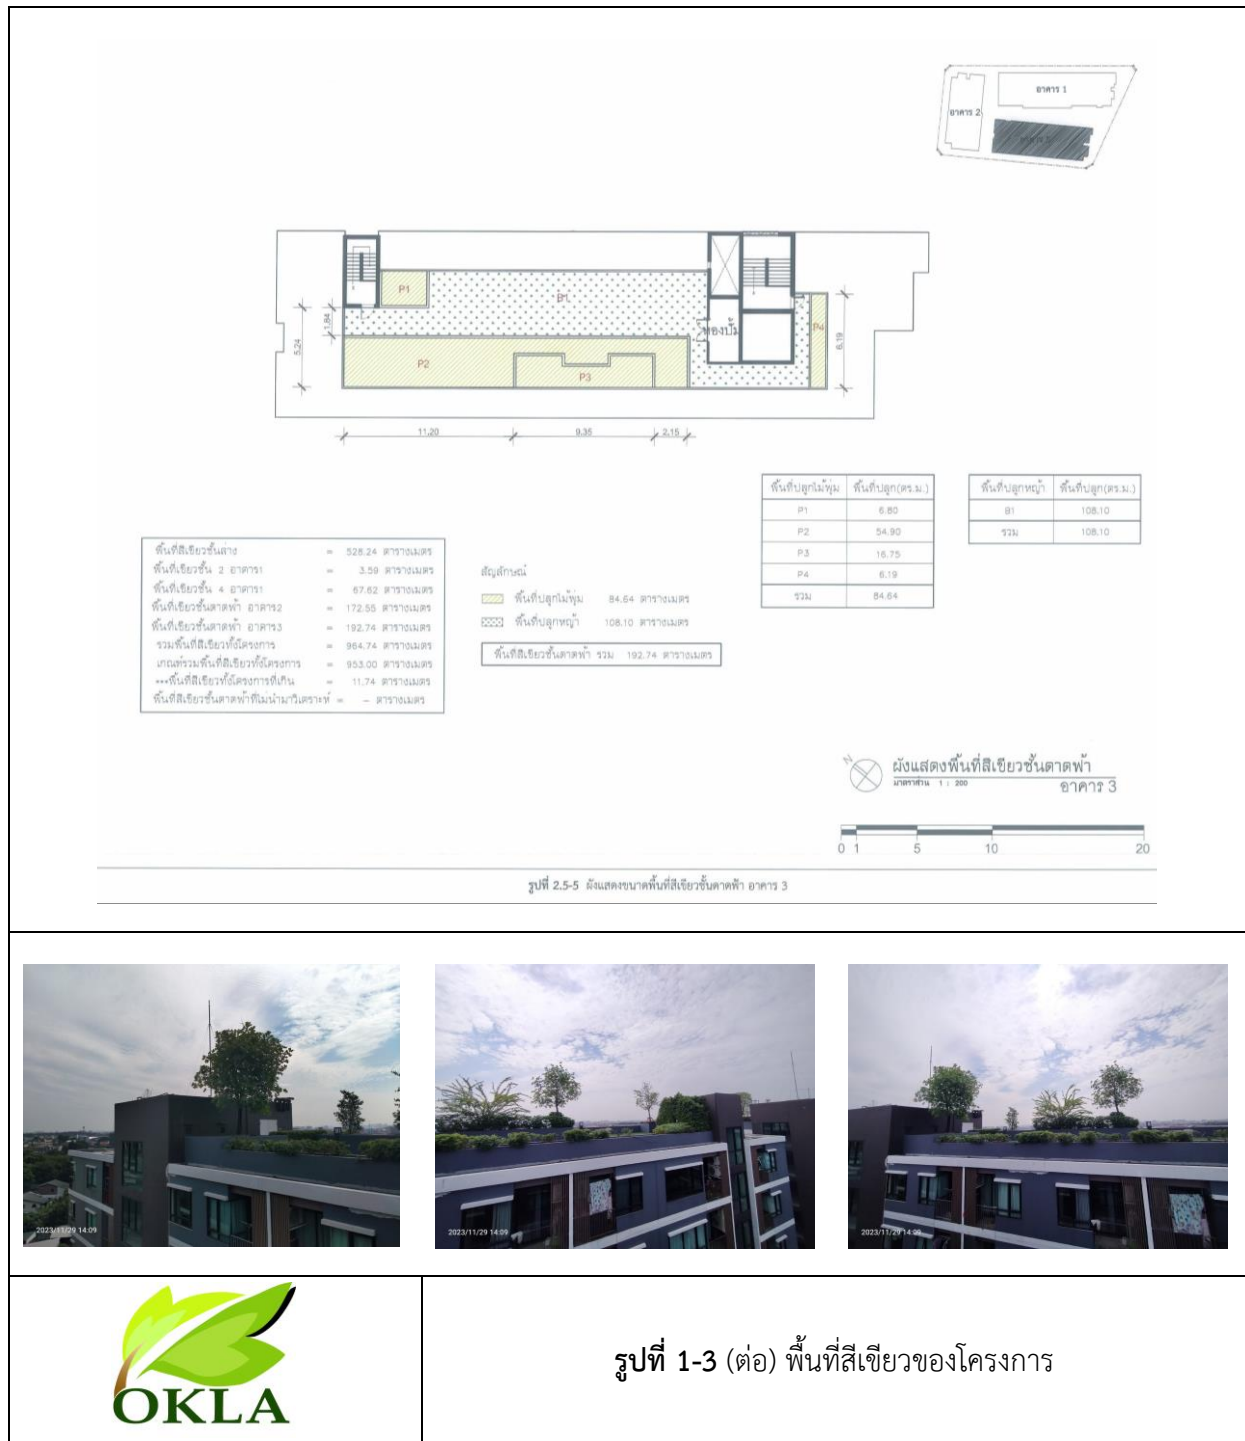 อาคาร 1
อาคาร 2
P1
B1
ห้องปั๊ม
P4
P2
P3
1.84
5.24
6.19
11.20
9.35
2.15
พื้นที่ปลูกไม้พุ่ม พื้นที่ปลูก(ตร.ม.)
P1 6.80
P2 54.90
P3 16.75
P4 6.19
รวม 84.64
พื้นที่ปลูกหญ้า พื้นที่ปลูก(ตร.ม.)
B1 108.10
รวม 108.10
พื้นที่สีเขียวชั้นล่าง = 528.24 ตารางเมตร
พื้นที่เขียวชั้น 2 อาคาร1 = 3.59 ตารางเมตร
พื้นที่เขียวชั้น 4 อาคาร1 = 67.62 ตารางเมตร
พื้นที่เขียวชั้นดาดฟ้า อาคาร2 = 172.55 ตารางเมตร
พื้นที่เขียวชั้นดาดฟ้า อาคาร3 = 192.74 ตารางเมตร
รวมพื้นที่สีเขียวทั้งโครงการ = 964.74 ตารางเมตร
เกณฑ์รวมพื้นที่สีเขียวทั้งโครงการ = 953.00 ตารางเมตร
***พื้นที่สีเขียวทั้งโครงการที่เกิน = 11.74 ตารางเมตร
พื้นที่สีเขียวชั้นดาดฟ้าที่ไม่นำมาวิเคราะห์ = - ตารางเมตร
สัญลักษณ์
พื้นที่ปลูกไม้พุ่ม 84.64 ตารางเมตร
พื้นที่ปลูกหญ้า 108.10 ตารางเมตร
พื้นที่สีเขียวชั้นดาดฟ้า รวม 192.74 ตารางเมตร
N
ผังแสดงพื้นที่สีเขียวชั้นดาดฟ้า
มาตราส่วน 1 : 200
อาคาร 3
0 1 5 10 20
รูปที่ 2.5-5 ผังแสดงขนาดพื้นที่สีเขียวชั้นดาดฟ้า อาคาร 3
2023/11/29 14:09
2023/11/29 14:09
2023/11/29 14:09
OKLA
รูปที่ 1-3 (ต่อ) พื้นที่สีเขียวของโครงการ